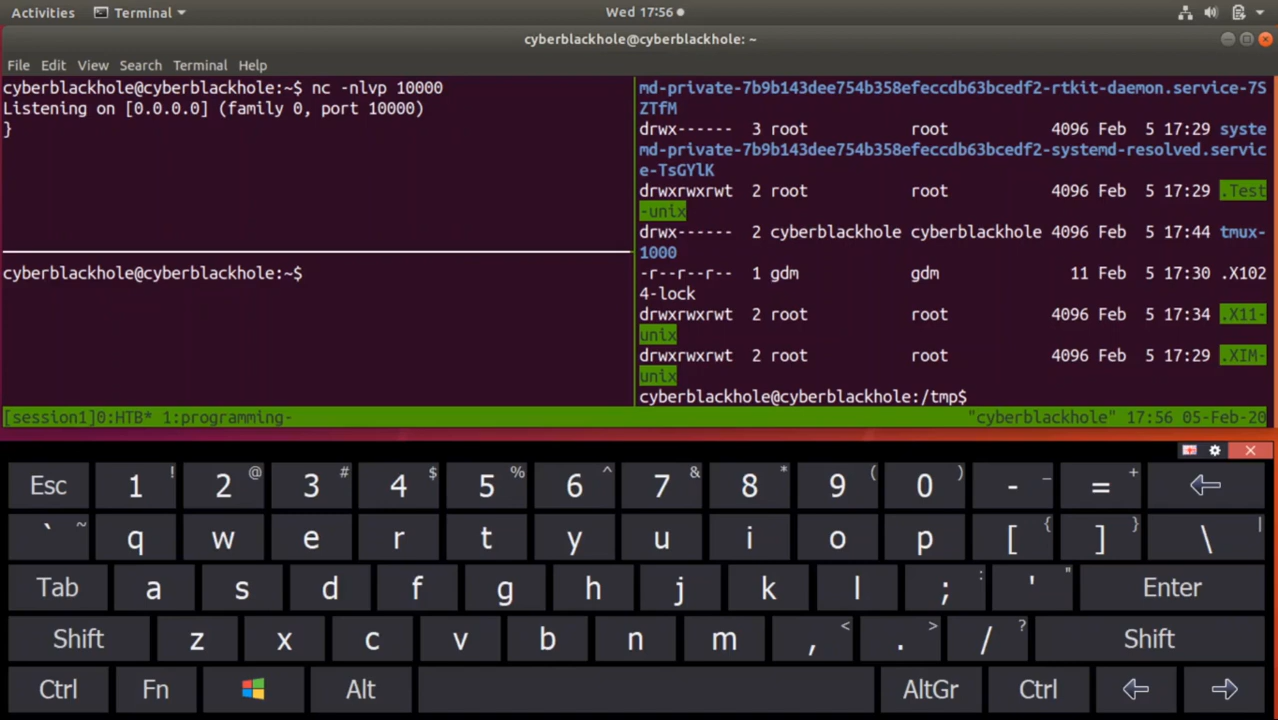 Activities Terminal Wed 17:56
cyberblackhole@cyberblackhole: ~
File Edit View Search Terminal Help
cyberblackhole@cyberblackhole:~$ nc -nlvp 10000
Listening on [0.0.0.0] (family 0, port 10000)
}
cyberblackhole@cyberblackhole:~$
md-private-7b9b143dee754b358efeccdb63bcedf2-rtkit-daemon.service-7S
ZTfM
drwx------ 3 root root 4096 Feb 5 17:29 syste
md-private-7b9b143dee754b358efeccdb63bcedf2-systemd-resolved.servic
e-TsGYlK
drwxrwxrwt 2 root root 4096 Feb 5 17:29 .Test
-unix
drwx------ 2 cyberblackhole cyberblackhole 4096 Feb 5 17:44 tmux-
1000
-r--r--r-- 1 gdm gdm 11 Feb 5 17:30 .X102
4-lock
drwxrwxrwt 2 root root 4096 Feb 5 17:34 .X11-
unix
drwxrwxrwt 2 root root 4096 Feb 5 17:29 .XIM-
unix
cyberblackhole@cyberblackhole:/tmp$
[session1]0:HTB* 1:programming- "cyberblackhole" 17:56 05-Feb-20
Esc 1 ! 2 @ 3 # 4 $ 5 % 6 ^ 7 & 8 * 9 ( 0 ) - _ = +
` ~ q w e r t y u i o p [ { ] } \ |
Tab a s d f g h j k l ; : ' " Enter
Shift z x c v b n m , < . > / ? Shift
Ctrl Fn Alt AltGr Ctrl